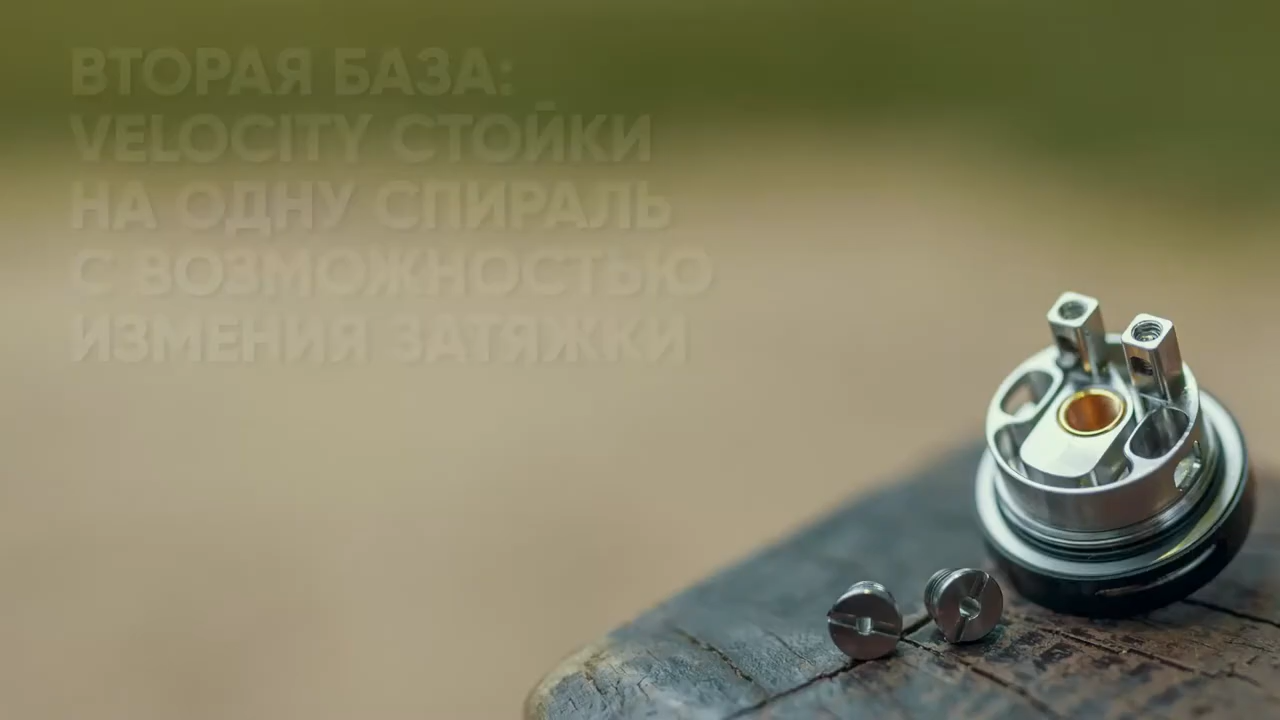 ВТОРАЯ БАЗА:
VELOCITY СТОЙКИ
НА ОДНУ СПИРАЛЬ
С ВОЗМОЖНОСТЬЮ
ИЗМЕНИЯ ЗАТЯЖКИ